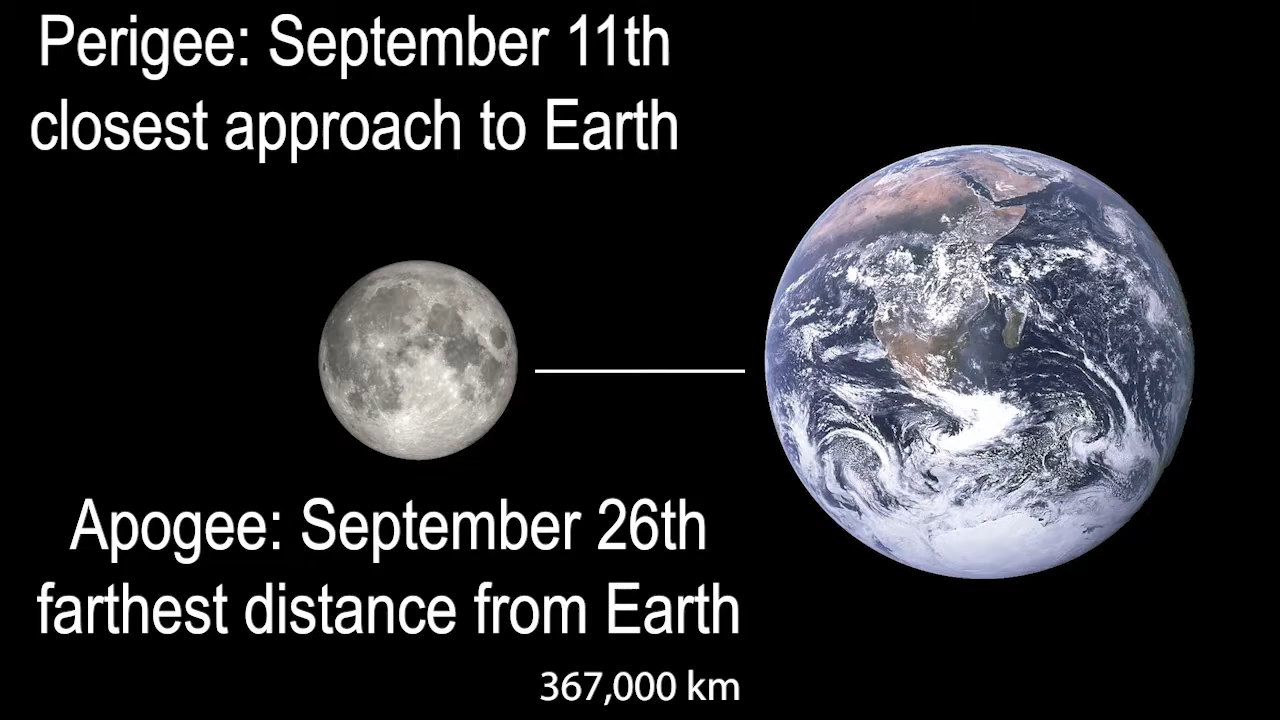 Perigee: September 11th
closest approach to Earth
Apogee: September 26th
farthest distance from Earth
367,000 km